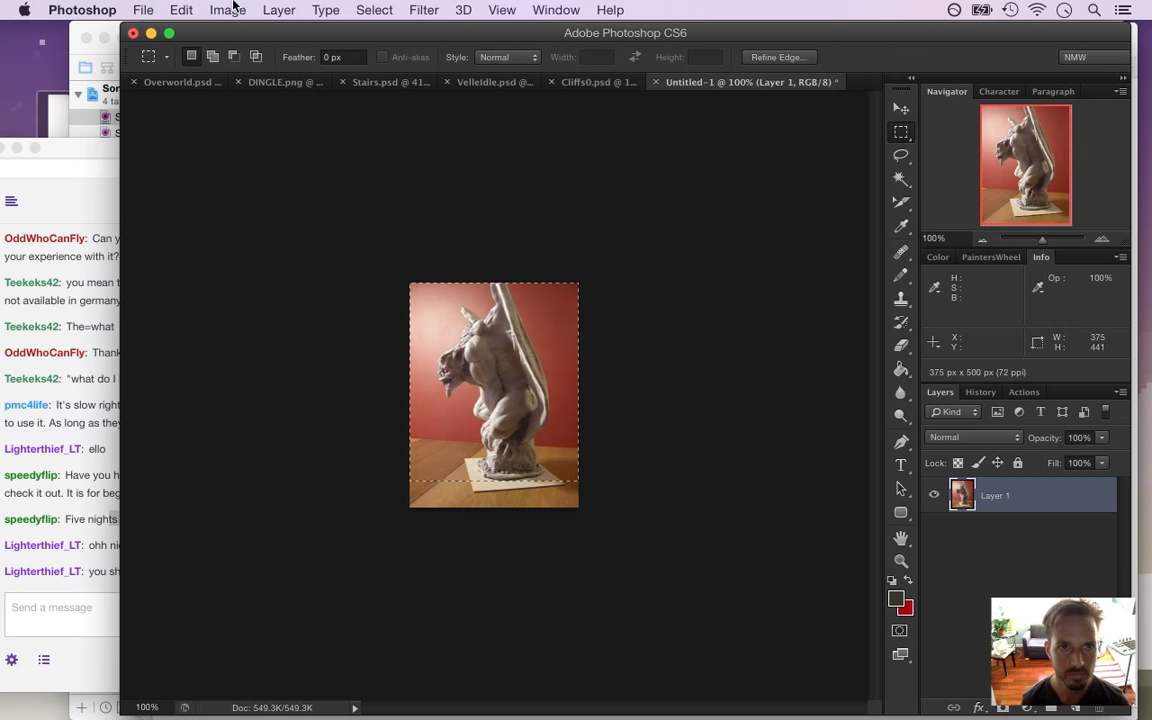 Photoshop File Edit Image Layer Type Select Filter 3D View Window Help
Adobe Photoshop CS6
Feather: 0 px Anti-alias Style: Normal Width: Height: Refine Edge... NMW
Overworld.psd ... DINGLE.png @ ... Stairs.psd @ 41... VelleIdle.psd @... Cliffs0.psd @ 1... Untitled-1 @ 100% (Layer 1, RGB/8) *
Navigator Character Paragraph
100%
Color PaintersWheel Info
H:
S:
B:
Op : 100%
X:
Y:
W: 375
H: 441
375 px x 500 px (72 ppi)
Layers History Actions
Kind
Normal Opacity: 100%
Lock: Fill: 100%
Layer 1
4 ta
OddWhoCanFly: Can y
your experience with it?
Teekeks42: you mean t
not available in germany
Teekeks42: The=what
OddWhoCanFly: Thank
Teekeks42: "what do I
pmc4life: It's slow right
to use it. As long as they
Lighterthief_LT: ello
speedyflip: Have you h
check it out. It is for beg
speedyflip: Five nights
Lighterthief_LT: ohh ni
Lighterthief_LT: you sh
Send a message
100% Doc: 549.3K/549.3K